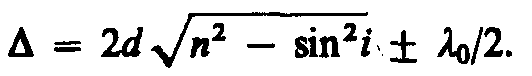 Δ = 2d √(n² − sin²i) ± λ₀/2.